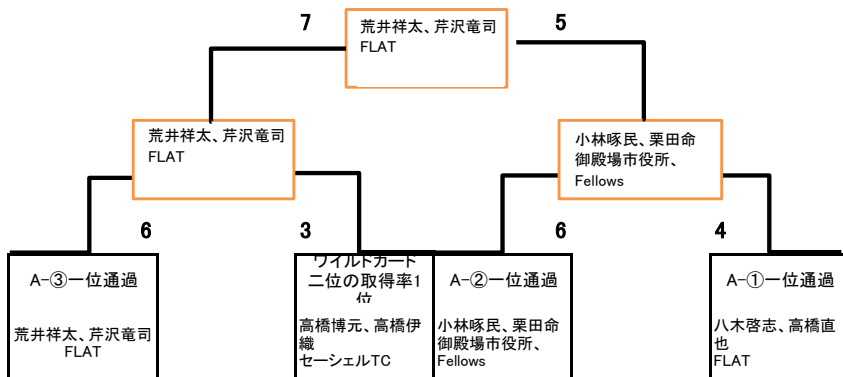 7
荒井祥太、芹沢竜司
FLAT
5
荒井祥太、芹沢竜司
FLAT
小林啄民、栗田命
御殿場市役所、
Fellows
6
3
6
4
A-③一位通過
荒井祥太、芹沢竜司
FLAT
ワイルドカード
二位の取得率1
位
高橋博元、高橋伊
織
セーシェルTC
A-②一位通過
小林啄民、栗田命
御殿場市役所、
Fellows
A-①一位通過
八木啓志、高橋直
也
FLAT